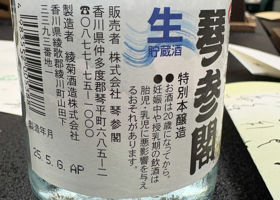 琴参閣
特別本醸造
生
貯蔵酒
●お酒は20歳になってから。
●妊娠中や授乳期の飲酒は
胎児・乳児に悪影響を与え
るおそれがあります。
販売者 株式会社 琴参閣
香川県仲多度郡琴平町六八五-二
☎〇八七七-七五-一〇〇〇
製造者 綾菊酒造株式会社
香川県綾歌郡綾川町山田下
三三九三番地一
製造年月
25.5.6 AP